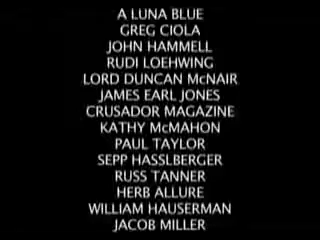 A LUNA BLUE
GREG CIOLA
JOHN HAMMELL
RUDI LOEHWING
LORD DUNCAN McNAIR
JAMES EARL JONES
CRUSADOR MAGAZINE
KATHY McMAHON
PAUL TAYLOR
SEPP HASSLBERGER
RUSS TANNER
HERB ALLURE
WILLIAM HAUSERMAN
JACOB MILLER